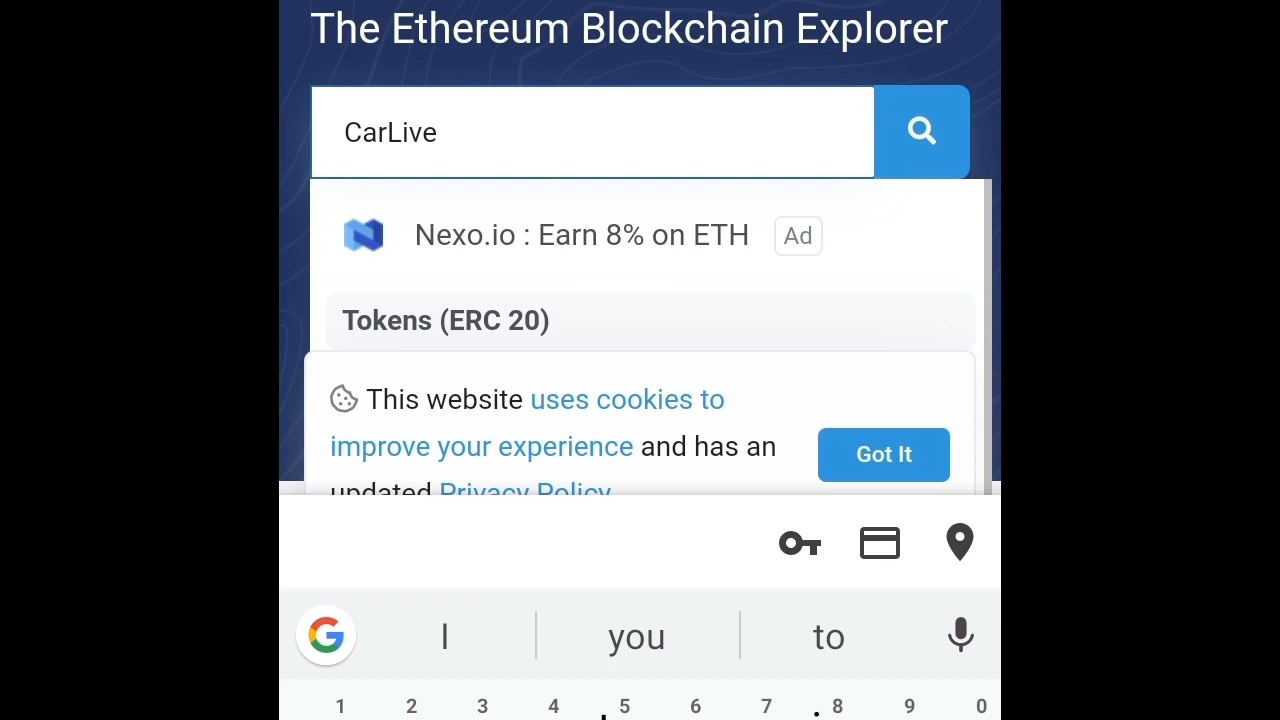 The Ethereum Blockchain Explorer
CarLive
Nexo.io : Earn 8% on ETH Ad
Tokens (ERC 20)
This website uses cookies to
improve your experience and has an
updated Privacy Policy
Got It
I you to
1 2 3 4 5 6 7 8 9 0